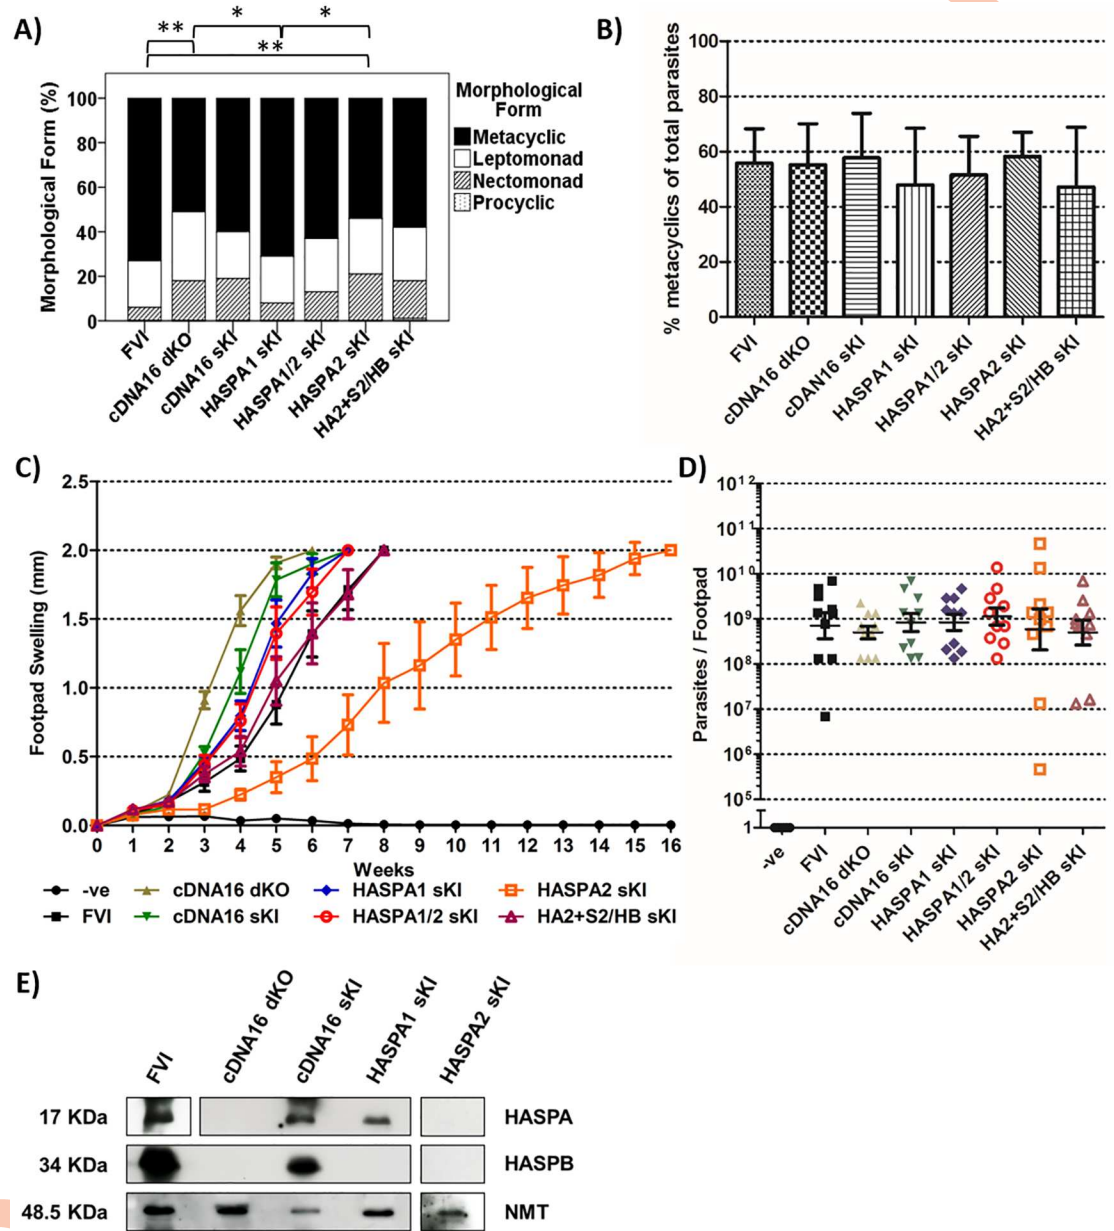 A)
** * *
**
Morphological Form (%)
100
80
60
40
20
0
FVI
cDNA16 dKO
cDNA16 sKI
HASPA1 sKI
HASPA1/2 sKI
HASPA2 sKI
HA2+S2/HB sKI
Morphological
Form
Metacyclic
Leptomonad
Nectomonad
Procyclic
B)
% metacyclics of total parasites
100
80
60
40
20
0
FVI
cDNA16 dKO
cDAN16 sKI
HASPA1 sKI
HASPA1/2 sKI
HASPA2 sKI
HA2+S2/HB sKI
C)
Footpad Swelling (mm)
2.5
2.0
1.5
1.0
0.5
0.0
0 1 2 3 4 5 6 7 8 9 10 11 12 13 14 15 16
Weeks
-ve cDNA16 dKO HASPA1 sKI HASPA2 sKI
FVI cDNA16 sKI HASPA1/2 sKI HA2+S2/HB sKI
D)
Parasites / Footpad
10¹²
10¹¹
10¹⁰
10⁹
10⁸
10⁷
10⁶
10⁵
1
-ve
FVI
cDNA16 dKO
cDNA16 sKI
HASPA1 sKI
HASPA1/2 sKI
HASPA2 sKI
HA2+S2/HB sKI
E)
FVI
cDNA16 dKO
cDNA16 sKI
HASPA1 sKI
HASPA2 sKI
17 KDa HASPA
34 KDa HASPB
48.5 KDa NMT